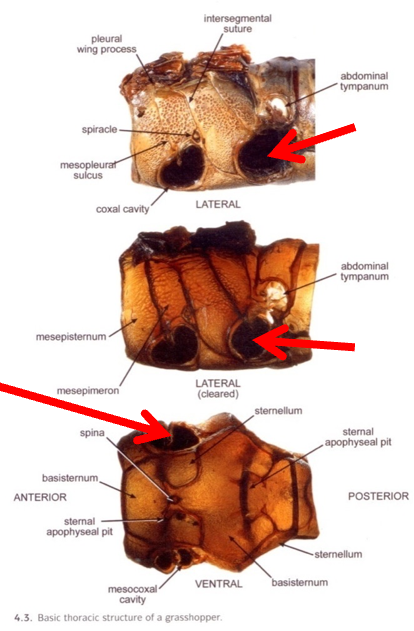 intersegmental
suture
pleural
wing process
abdominal
tympanum
spiracle
mesopleural
sulcus
coxal cavity
LATERAL
abdominal
tympanum
mesepisternum
mesepimeron
LATERAL
(cleared)
sternellum
spina
sternal
apophyseal pit
basisternum
ANTERIOR
POSTERIOR
sternal
apophyseal pit
sternellum
mesocoxal
cavity
VENTRAL
basisternum
4.3. Basic thoracic structure of a grasshopper.